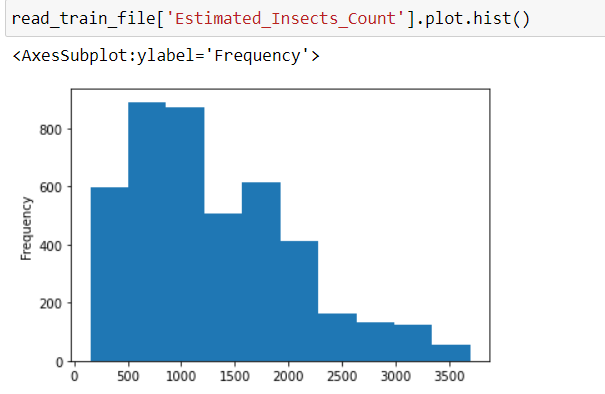 read_train_file['Estimated_Insects_Count'].plot.hist()
<AxesSubplot:ylabel='Frequency'>
800
600
400
200
0
Frequency
0 500 1000 1500 2000 2500 3000 3500